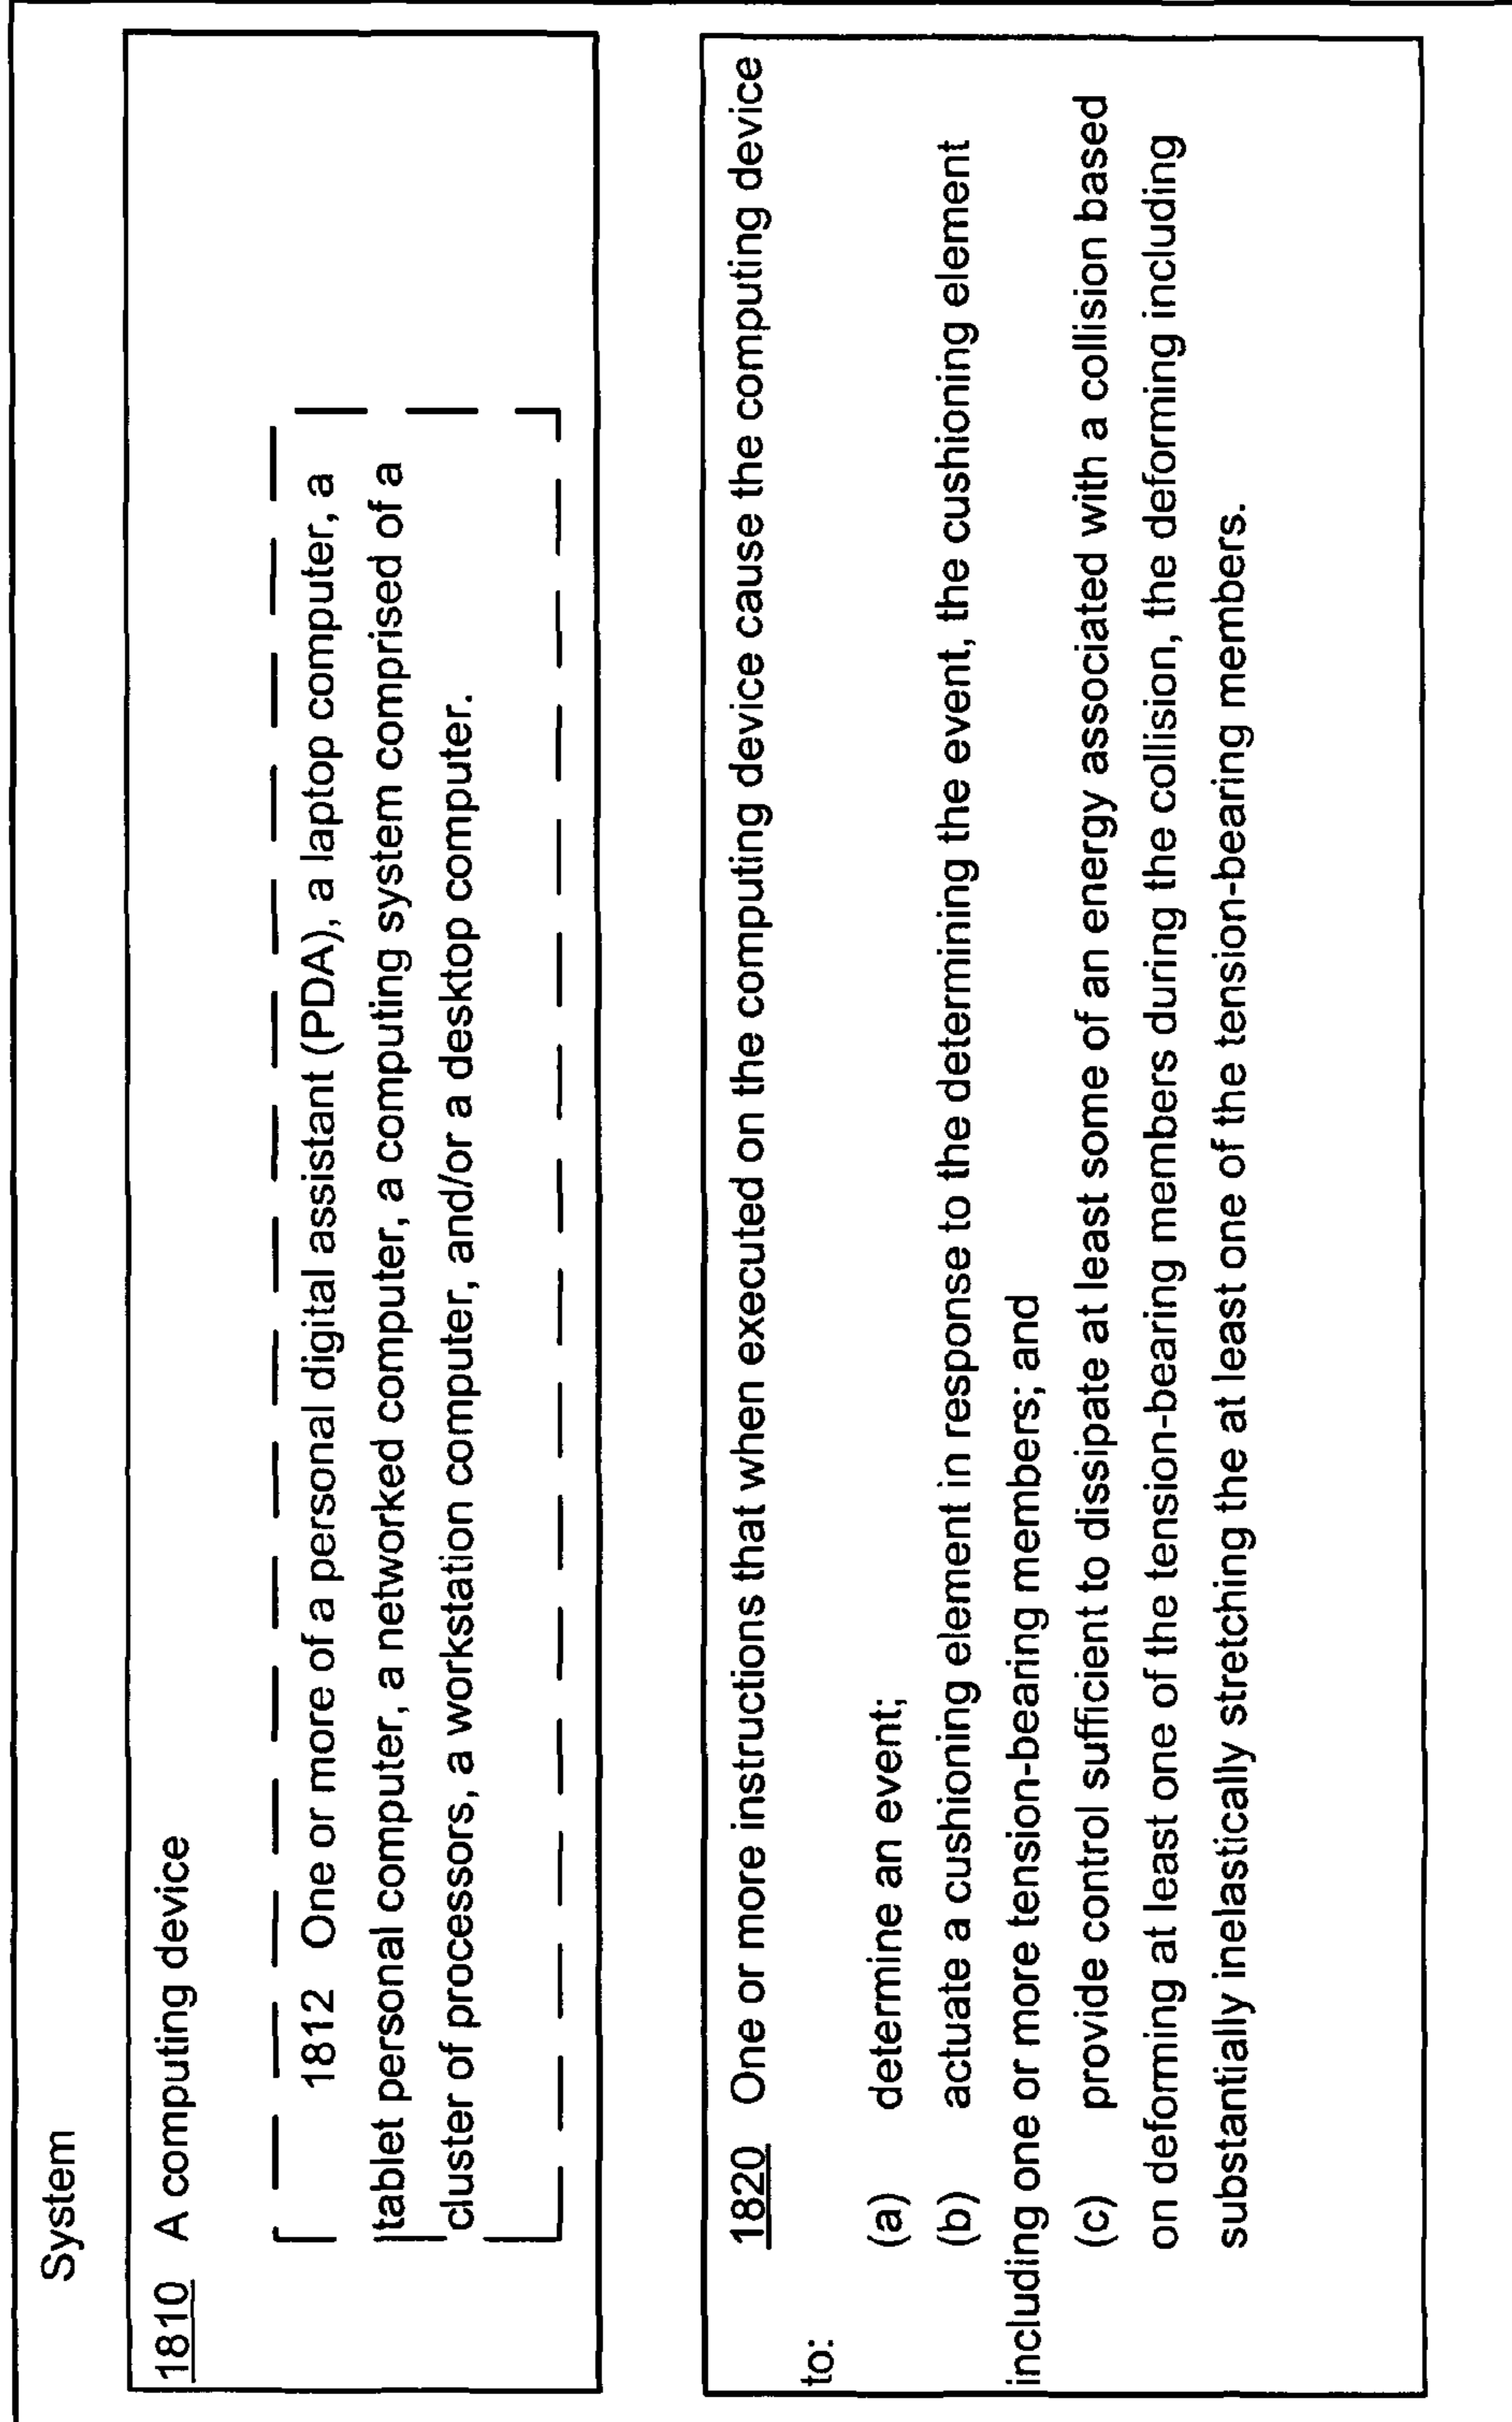 System
1810 A computing device
1812 One or more of a personal digital assistant (PDA), a laptop computer, a
tablet personal computer, a networked computer, a computing system comprised of a
cluster of processors, a workstation computer, and/or a desktop computer.
1820 One or more instructions that when executed on the computing device cause the computing device
to:
(a) determine an event;
(b) actuate a cushioning element in response to the determining the event, the cushioning element
including one or more tension-bearing members; and
(c) provide control sufficient to dissipate at least some of an energy associated with a collision based
on deforming at least one of the tension-bearing members during the collision, the deforming including
substantially inelastically stretching the at least one of the tension-bearing members.